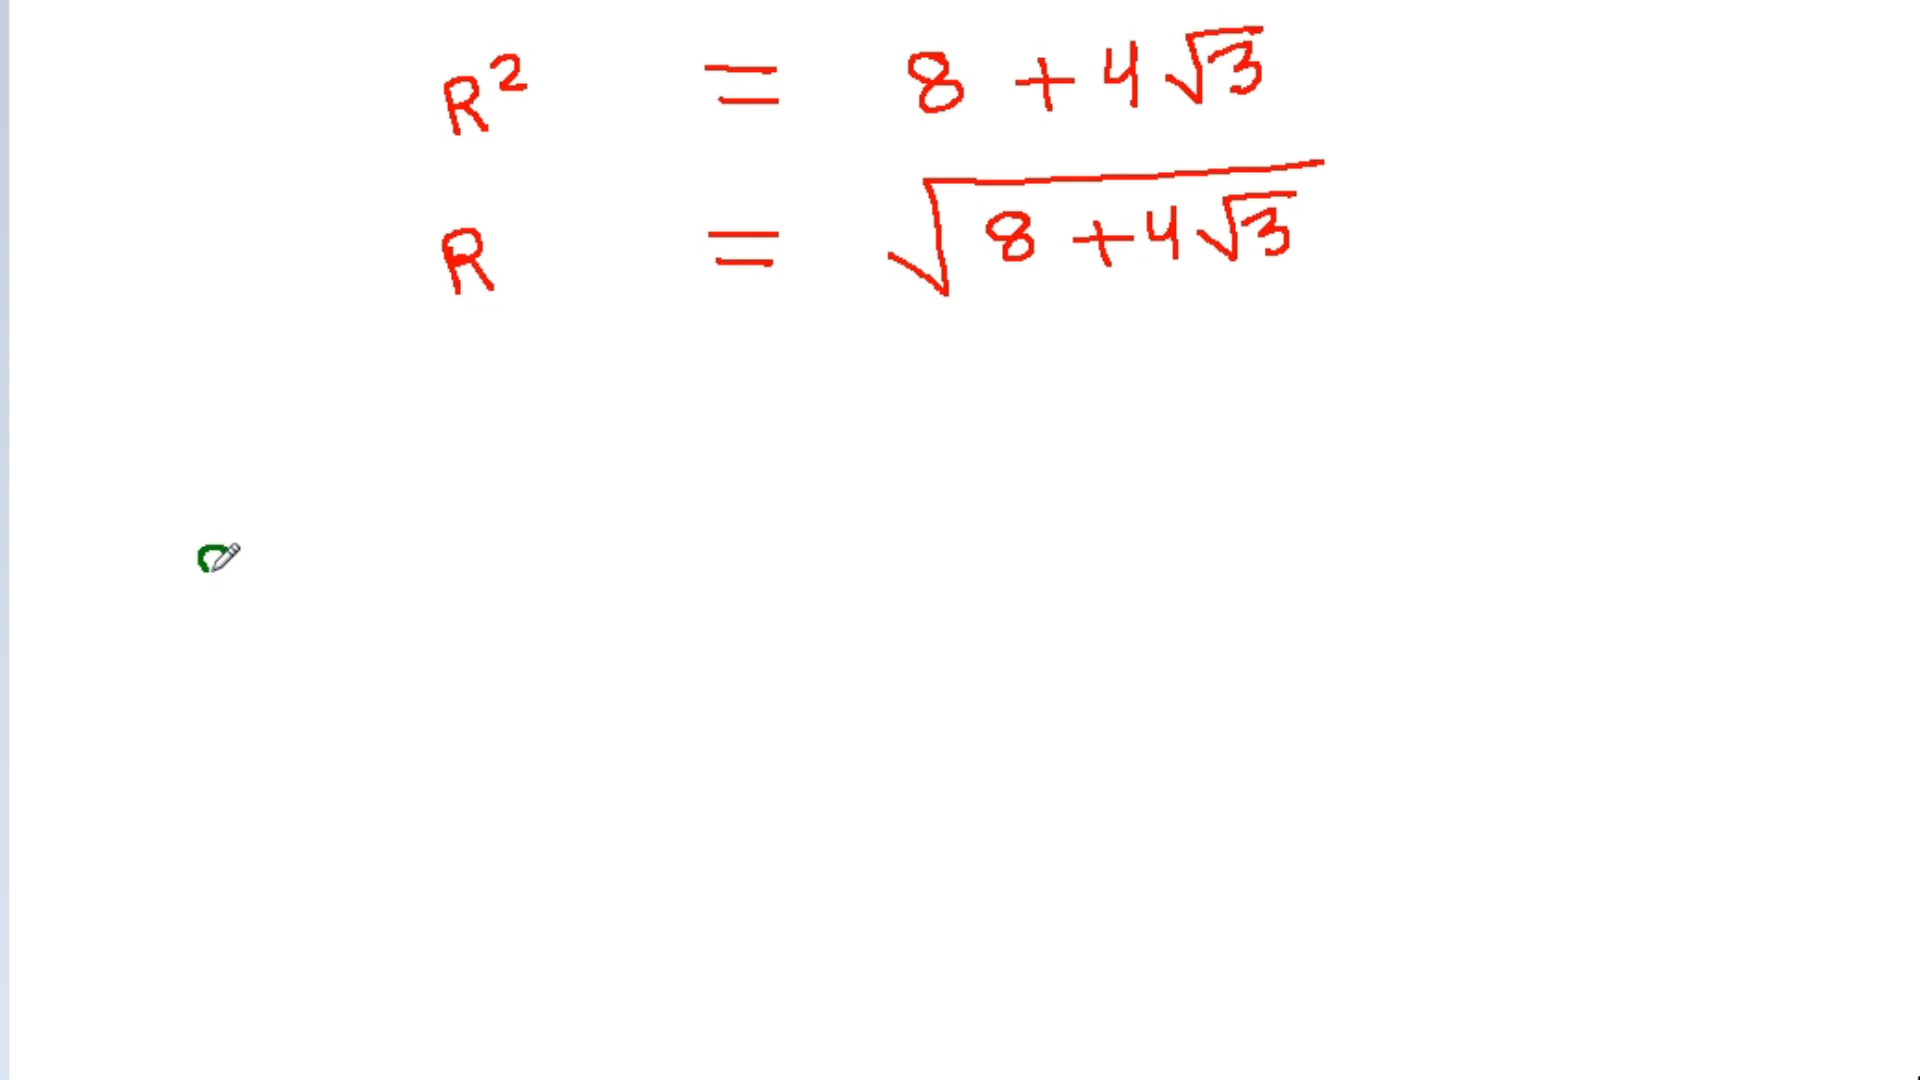 R² = 8 + 4√3
R = √(8 + 4√3)